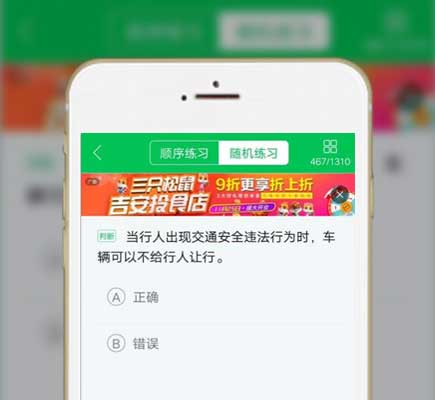 顺序练习
随机练习
467/1310
三只松鼠
吉安投食店
9折更享折上折
判断 当行人出现交通安全违法行为时，车
辆可以不给行人让行。
A 正确
B 错误